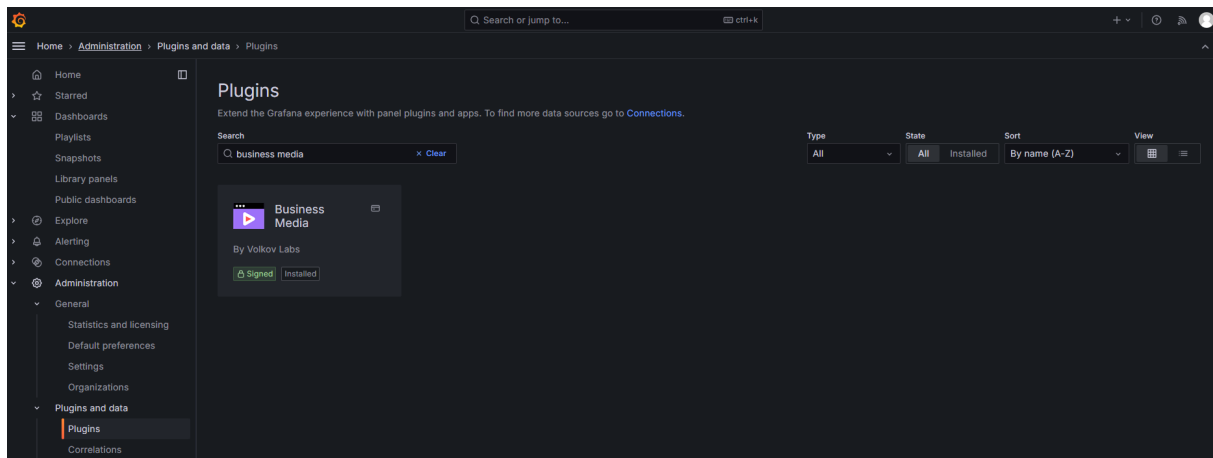 Search or jump to...
ctrl+k
Home › Administration › Plugins and data › Plugins
Home
Starred
Dashboards
Playlists
Snapshots
Library panels
Public dashboards
Explore
Alerting
Connections
Administration
General
Statistics and licensing
Default preferences
Settings
Organizations
Plugins and data
Plugins
Correlations
Plugins
Extend the Grafana experience with panel plugins and apps. To find more data sources go to Connections.
Search
business media
× Clear
Type
All
State
All Installed
Sort
By name (A-Z)
View
Business
Media
By Volkov Labs
Signed Installed